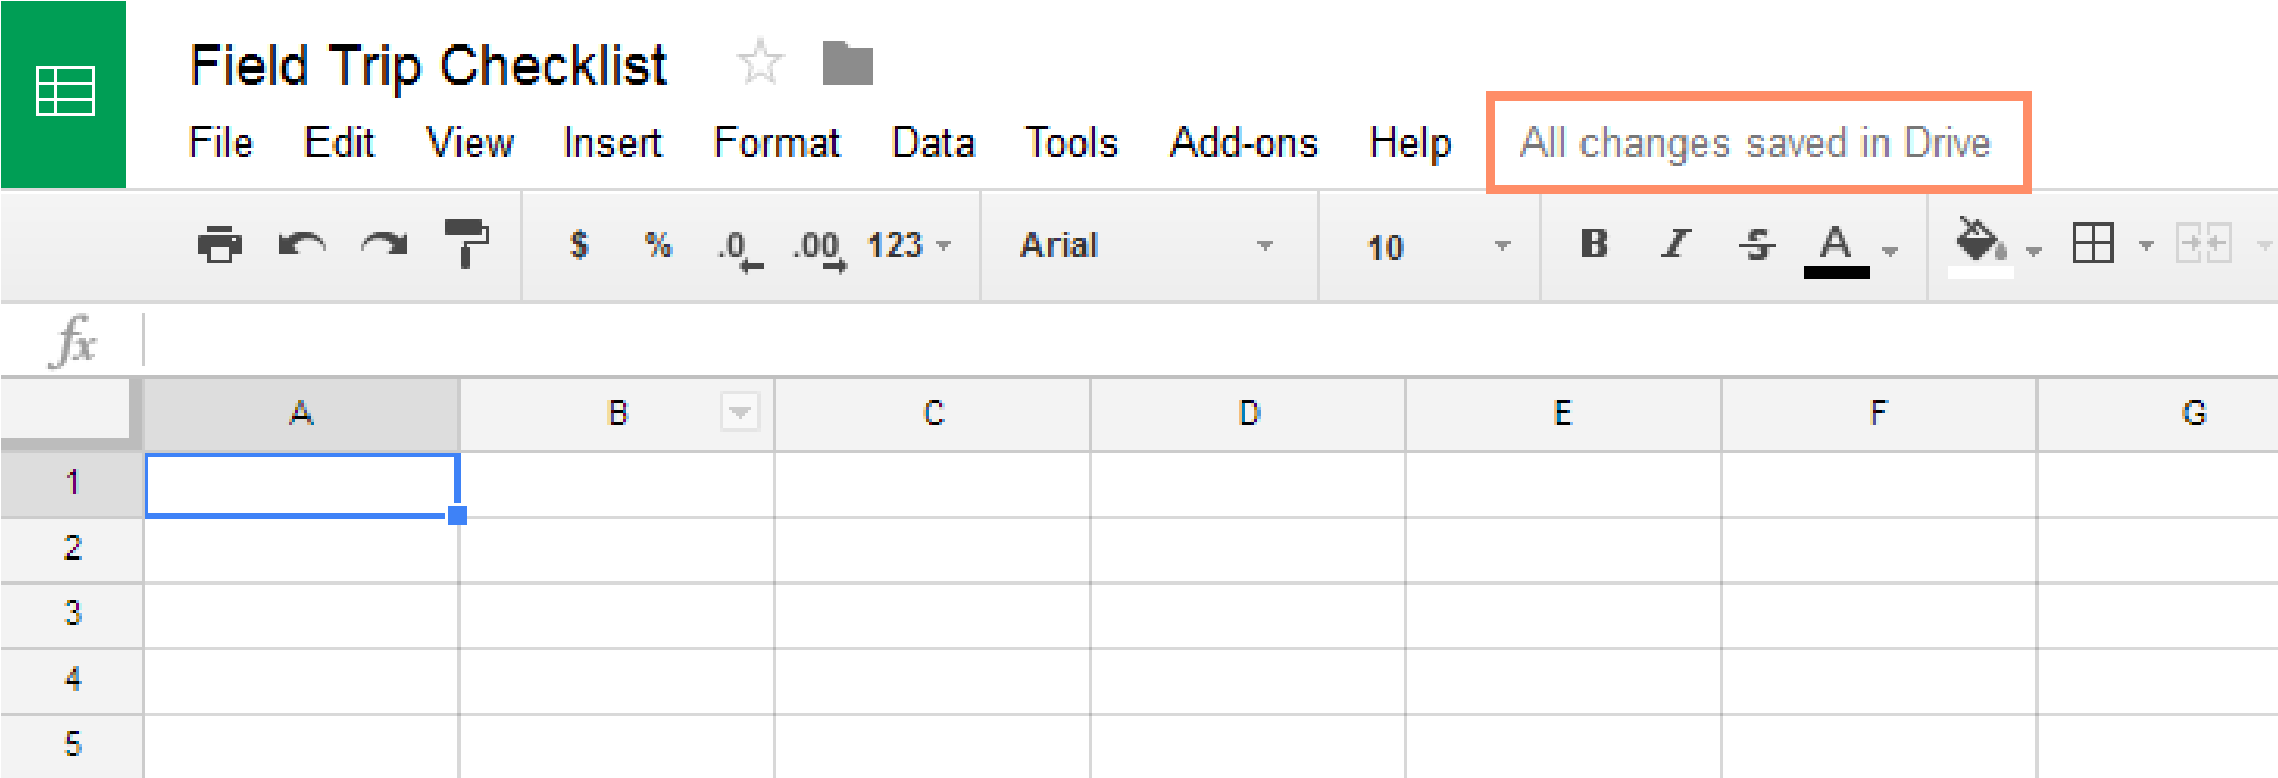 Field Trip Checklist
File Edit View Insert Format Data Tools Add-ons Help All changes saved in Drive
$ % .0 .00 123 Arial 10 B I S A
fx
A B C D E F G
1
2
3
4
5